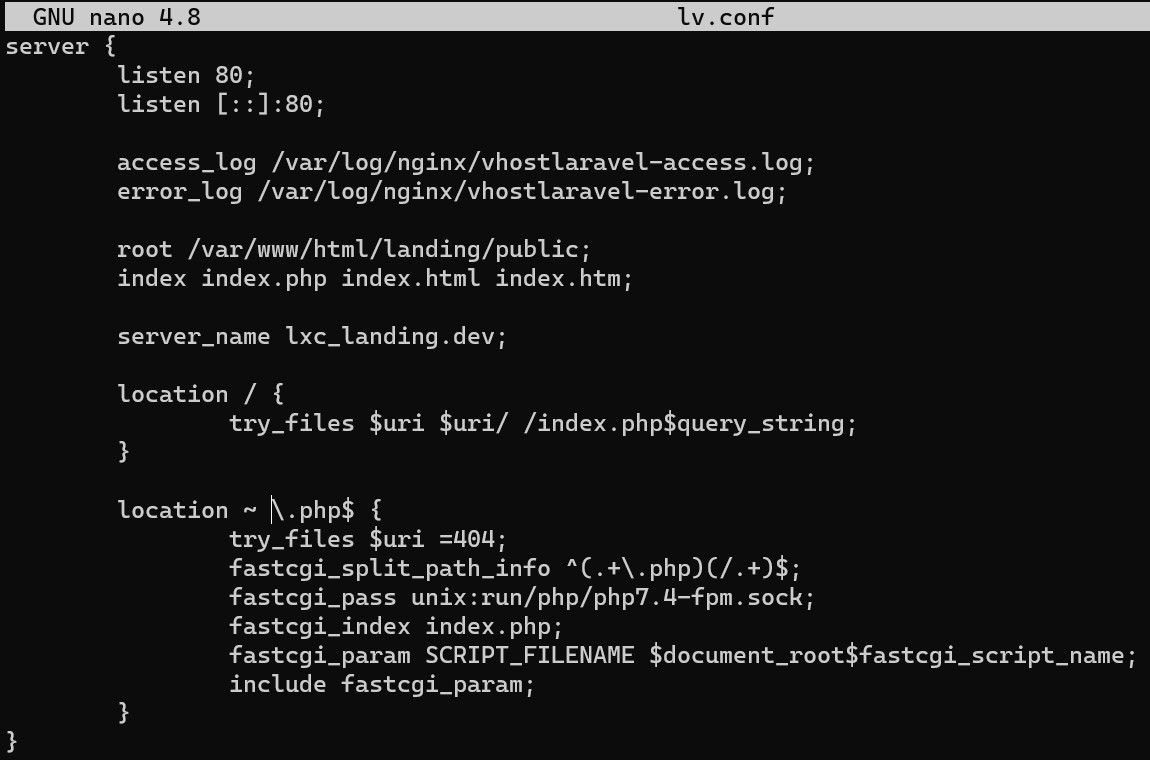 GNU nano 4.8 lv.conf
server {
listen 80;
listen [::]:80;
access_log /var/log/nginx/vhostlaravel-access.log;
error_log /var/log/nginx/vhostlaravel-error.log;
root /var/www/html/landing/public;
index index.php index.html index.htm;
server_name lxc_landing.dev;
location / {
try_files $uri $uri/ /index.php$query_string;
}
location ~ \.php$ {
try_files $uri =404;
fastcgi_split_path_info ^(.+\.php)(/.+)$;
fastcgi_pass unix:run/php/php7.4-fpm.sock;
fastcgi_index index.php;
fastcgi_param SCRIPT_FILENAME $document_root$fastcgi_script_name;
include fastcgi_param;
}
}